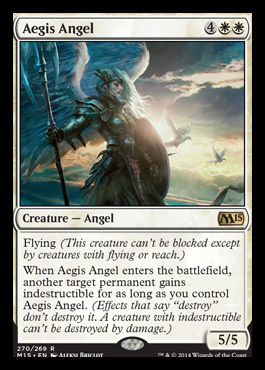 Aegis Angel 4
Creature — Angel M15
Flying (This creature can't be blocked except
by creatures with flying or reach.)
When Aegis Angel enters the battlefield,
another target permanent gains
indestructible for as long as you control
Aegis Angel. (Effects that say "destroy"
don't destroy it. A creature with indestructible
can't be destroyed by damage.)
5/5
270/269 R
M15 • EN Aleksi Briclot
™ & © 2014 Wizards of the Coast